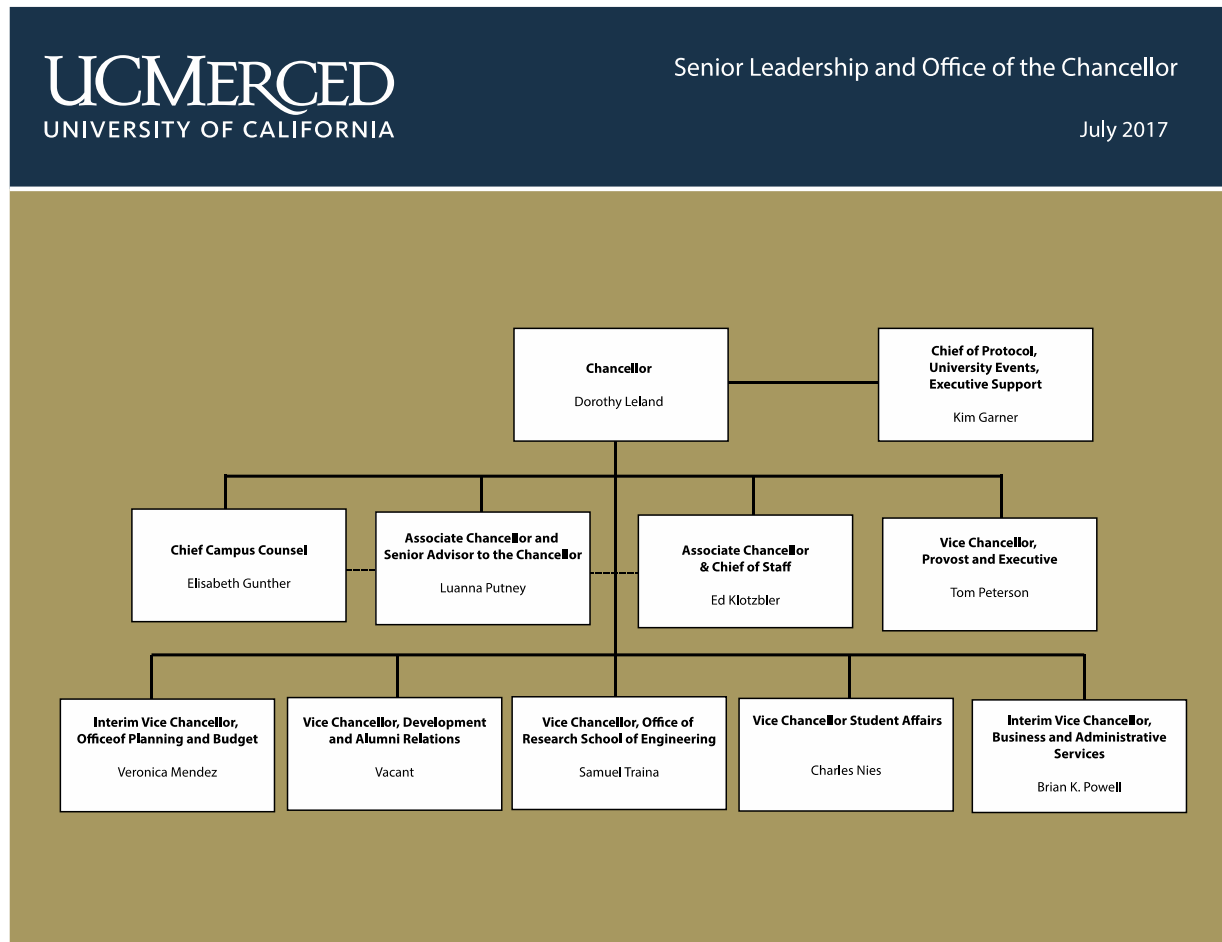 UCMERCED
UNIVERSITY OF CALIFORNIA
Senior Leadership and Office of the Chancellor
July 2017
Chancellor
Dorothy Leland
Chief of Protocol,
University Events,
Executive Support
Kim Garner
Chief Campus Counsel
Elisabeth Gunther
Associate Chancellor and
Senior Advisor to the Chancellor
Luanna Putney
Associate Chancellor
& Chief of Staff
Ed Klotzbler
Vice Chancellor,
Provost and Executive
Tom Peterson
Interim Vice Chancellor,
Officeof Planning and Budget
Veronica Mendez
Vice Chancellor, Development
and Alumni Relations
Vacant
Vice Chancellor, Office of
Research School of Engineering
Samuel Traina
Vice Chancellor Student Affairs
Charles Nies
Interim Vice Chancellor,
Business and Administrative
Services
Brian K. Powell